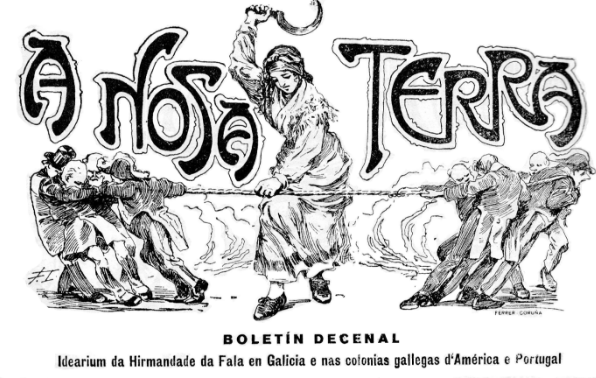 A NOSA TERRA
F. I.
FERRER - CORUÑA
BOLETÍN DECENAL
Idearium da Hirmandade da Fala en Galicia e nas colonias gallegas d'América e Portugal